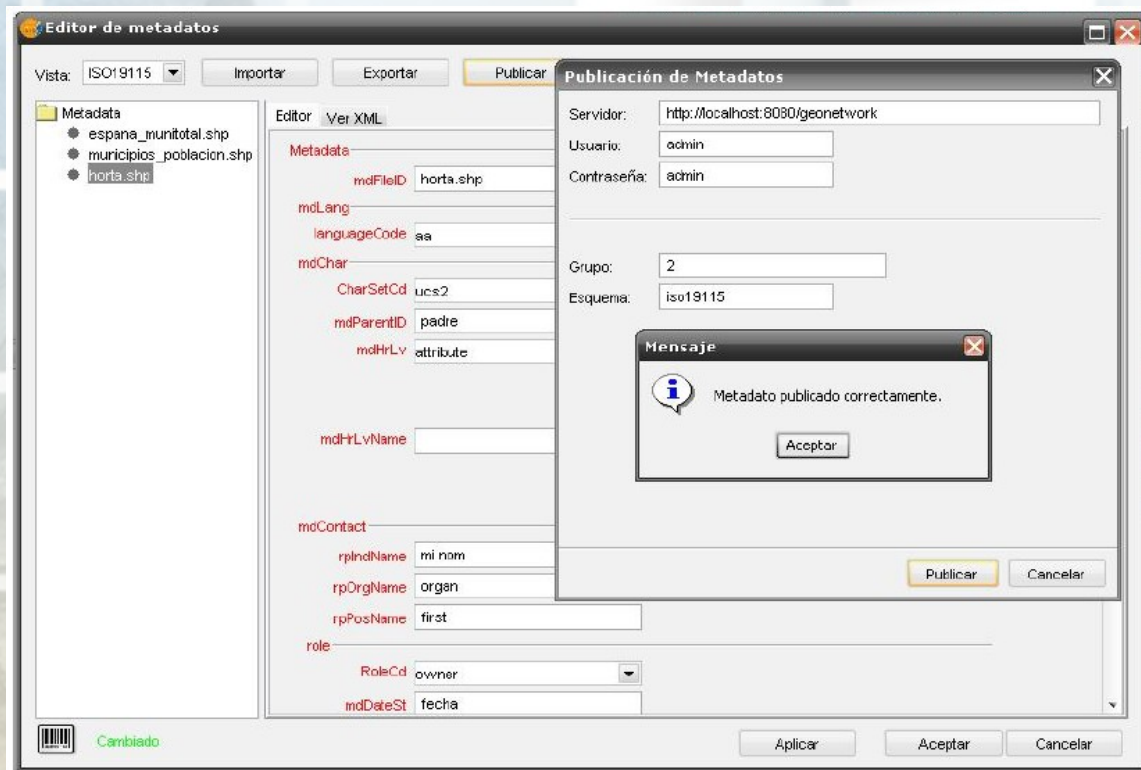 Editor de metadatos
Vista: ISO19115 Importar Exportar Publicar
Metadata
espana_munitotal.shp
municipios_poblacion.shp
horta.shp
Editor Ver XML
Metadata
mdFileID horta.shp
mdLang
languageCode aa
mdChar
CharSetCd ucs2
mdParentID padre
mdHrLv attribute
mdHrLvName
mdContact
rpIndName mi nom
rpOrgName organ
rpPosName first
role
RoleCd owner
mdDateSt fecha
Publicación de Metadatos
Servidor: http://localhost:8080/geonetwork
Usuario: admin
Contraseña: admin
Grupo: 2
Esquema: iso19115
Mensaje
Metadato publicado correctamente.
Aceptar
Publicar Cancelar
Cambiado
Aplicar Aceptar Cancelar